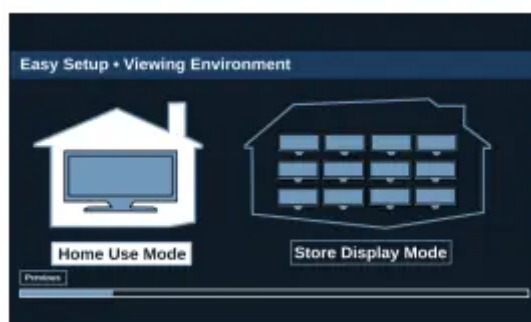 Easy Setup • Viewing Environment
Home Use Mode
Store Display Mode
Previous